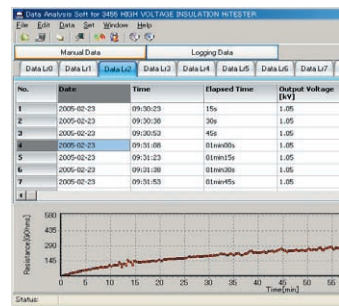 Data Analysis Soft for 3455 HIGH VOLTAGE INSULATION HiTESTER
File Edit Data Set Window Help
Manual Data Logging Data
Data Lr0 Data Lr1 Data Lr2 Data Lr3 Data Lr4 Data Lr5 Data Lr6 Data Lr7
No. Date Time Elapsed Time Output Voltage [kV]
1 2005-02-23 09:30:23 15s 1.05
2 2005-02-23 09:30:38 30s 1.05
3 2005-02-23 09:30:53 45s 1.05
4 2005-02-23 09:31:08 01min00s 1.05
5 2005-02-23 09:31:23 01min15s 1.05
6 2005-02-23 09:31:38 01min30s 1.05
7 2005-02-23 09:31:53 01min45s 1.05
Resistance[GOhms]
580
435
290
145
0 5 10 15 20 25 30 35 40 45 50 55
Time[min]
Status: